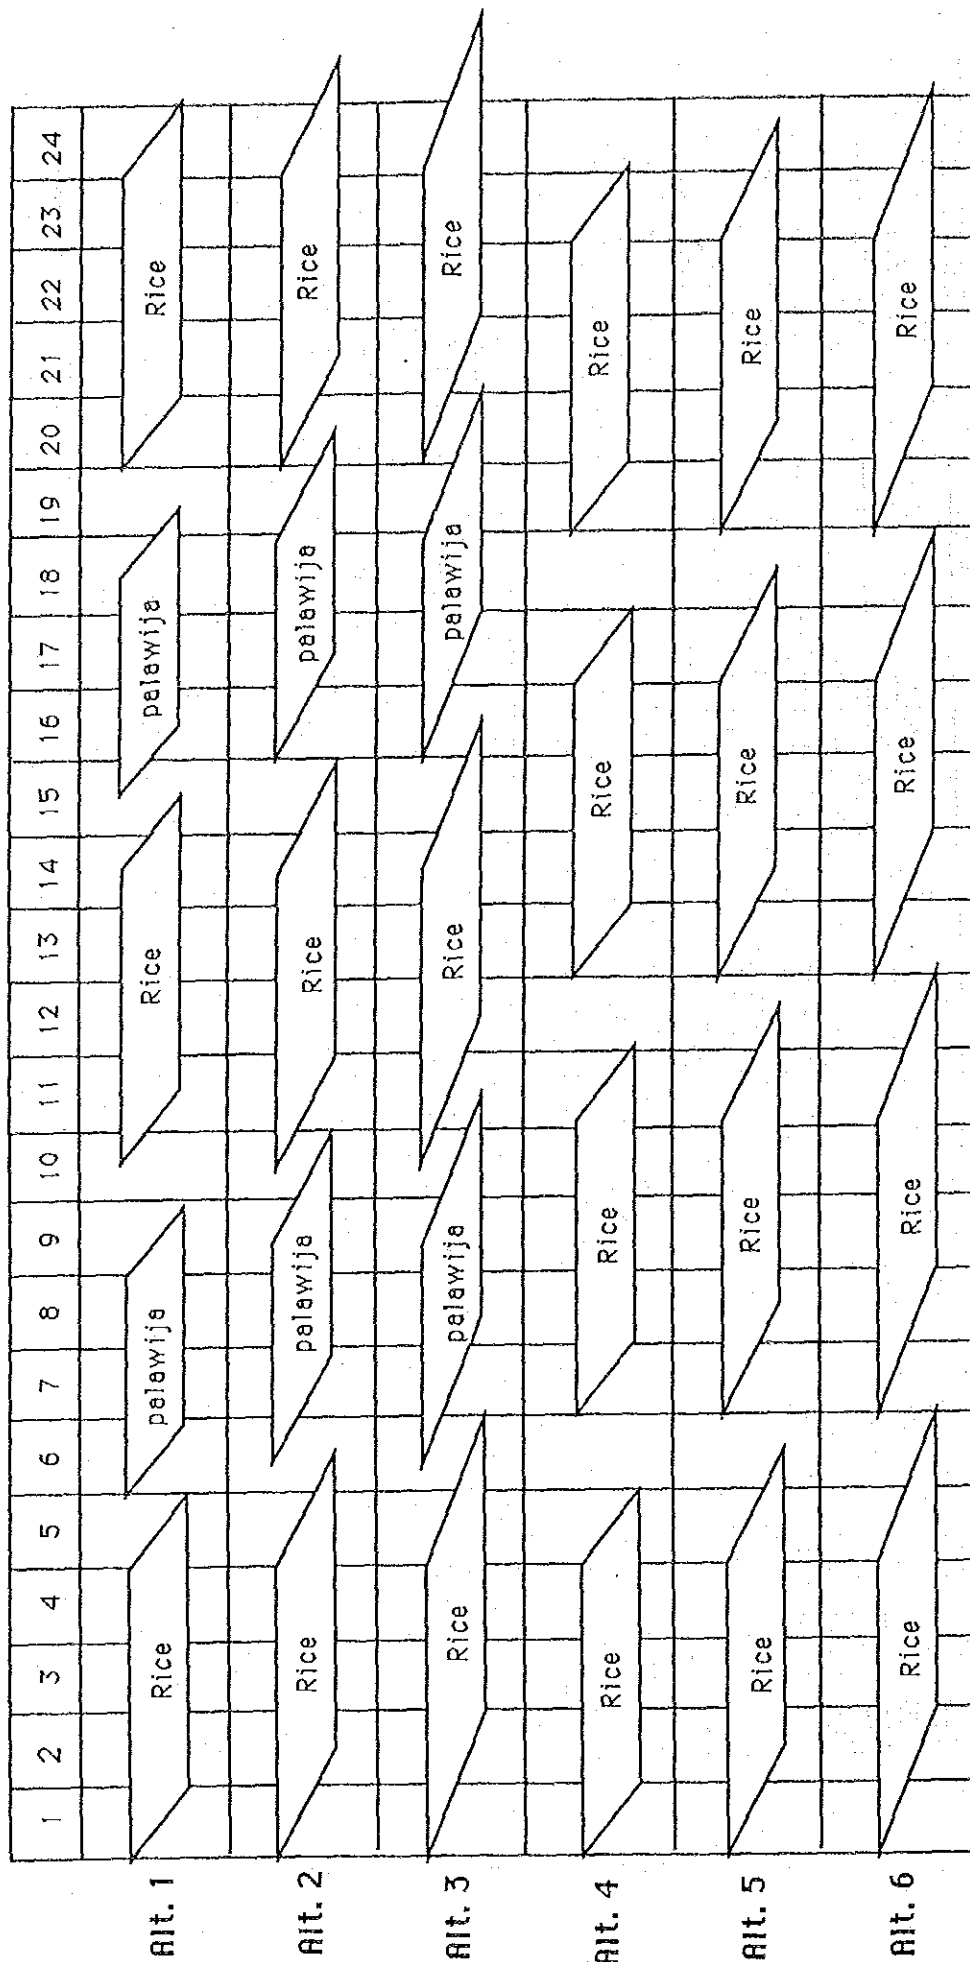 1 2 3 4 5 6 7 8 9 10 11 12 13 14 15 16 17 18 19 20 21 22 23 24
Alt. 1 Rice palawija Rice palawija Rice
Alt. 2 Rice palawija Rice palawija Rice
Alt. 3 Rice palawija Rice palawija Rice
Alt. 4 Rice Rice Rice Rice
Alt. 5 Rice Rice Rice Rice
Alt. 6 Rice Rice Rice Rice